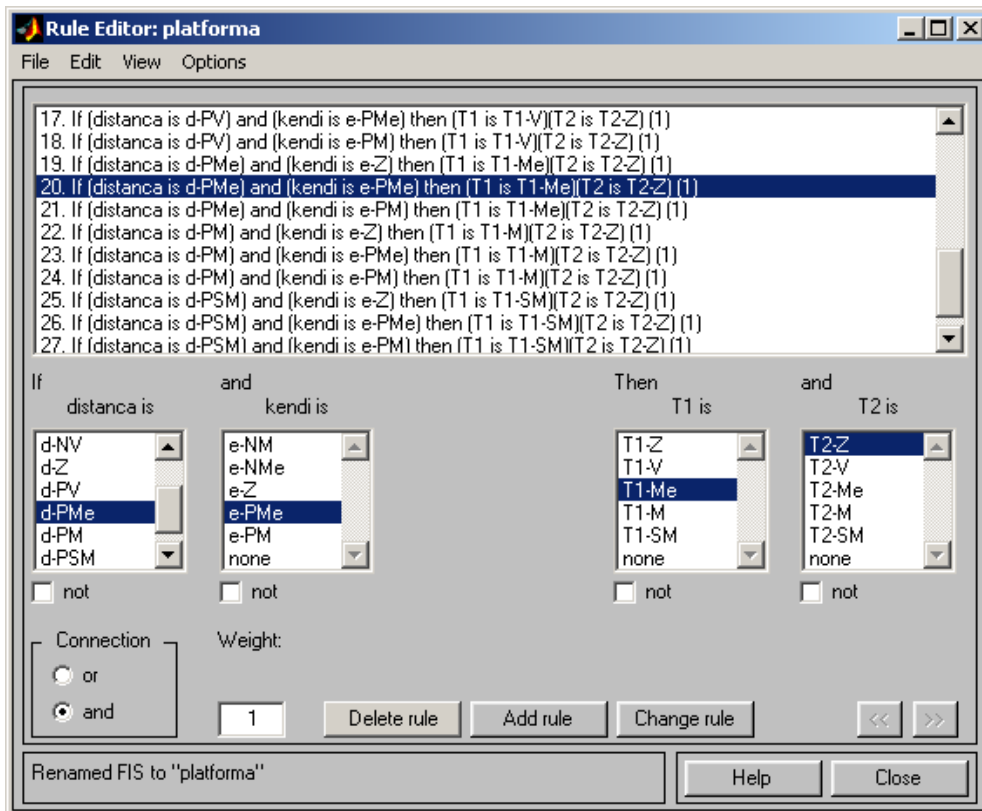 Rule Editor: platforma
File Edit View Options
17. If (distanca is d-PV) and (kendi is e-PMe) then (T1 is T1-V)(T2 is T2-Z) (1)
18. If (distanca is d-PV) and (kendi is e-PM) then (T1 is T1-V)(T2 is T2-Z) (1)
19. If (distanca is d-PMe) and (kendi is e-Z) then (T1 is T1-Me)(T2 is T2-Z) (1)
20. If (distanca is d-PMe) and (kendi is e-PMe) then (T1 is T1-Me)(T2 is T2-Z) (1)
21. If (distanca is d-PMe) and (kendi is e-PM) then (T1 is T1-Me)(T2 is T2-Z) (1)
22. If (distanca is d-PM) and (kendi is e-Z) then (T1 is T1-M)(T2 is T2-Z) (1)
23. If (distanca is d-PM) and (kendi is e-PMe) then (T1 is T1-M)(T2 is T2-Z) (1)
24. If (distanca is d-PM) and (kendi is e-PM) then (T1 is T1-M)(T2 is T2-Z) (1)
25. If (distanca is d-PSM) and (kendi is e-Z) then (T1 is T1-SM)(T2 is T2-Z) (1)
26. If (distanca is d-PSM) and (kendi is e-PMe) then (T1 is T1-SM)(T2 is T2-Z) (1)
27. If (distanca is d-PSM) and (kendi is e-PM) then (T1 is T1-SM)(T2 is T2-Z) (1)
If
distanca is
d-NV
d-Z
d-PV
d-PMe
d-PM
d-PSM
not
and
kendi is
e-NM
e-NMe
e-Z
e-PMe
e-PM
none
not
Then
T1 is
T1-Z
T1-V
T1-Me
T1-M
T1-SM
none
not
and
T2 is
T2-Z
T2-V
T2-Me
T2-M
T2-SM
none
not
Connection
or
and
Weight:
1
Delete rule
Add rule
Change rule
<<
>>
Renamed FIS to "platforma"
Help
Close